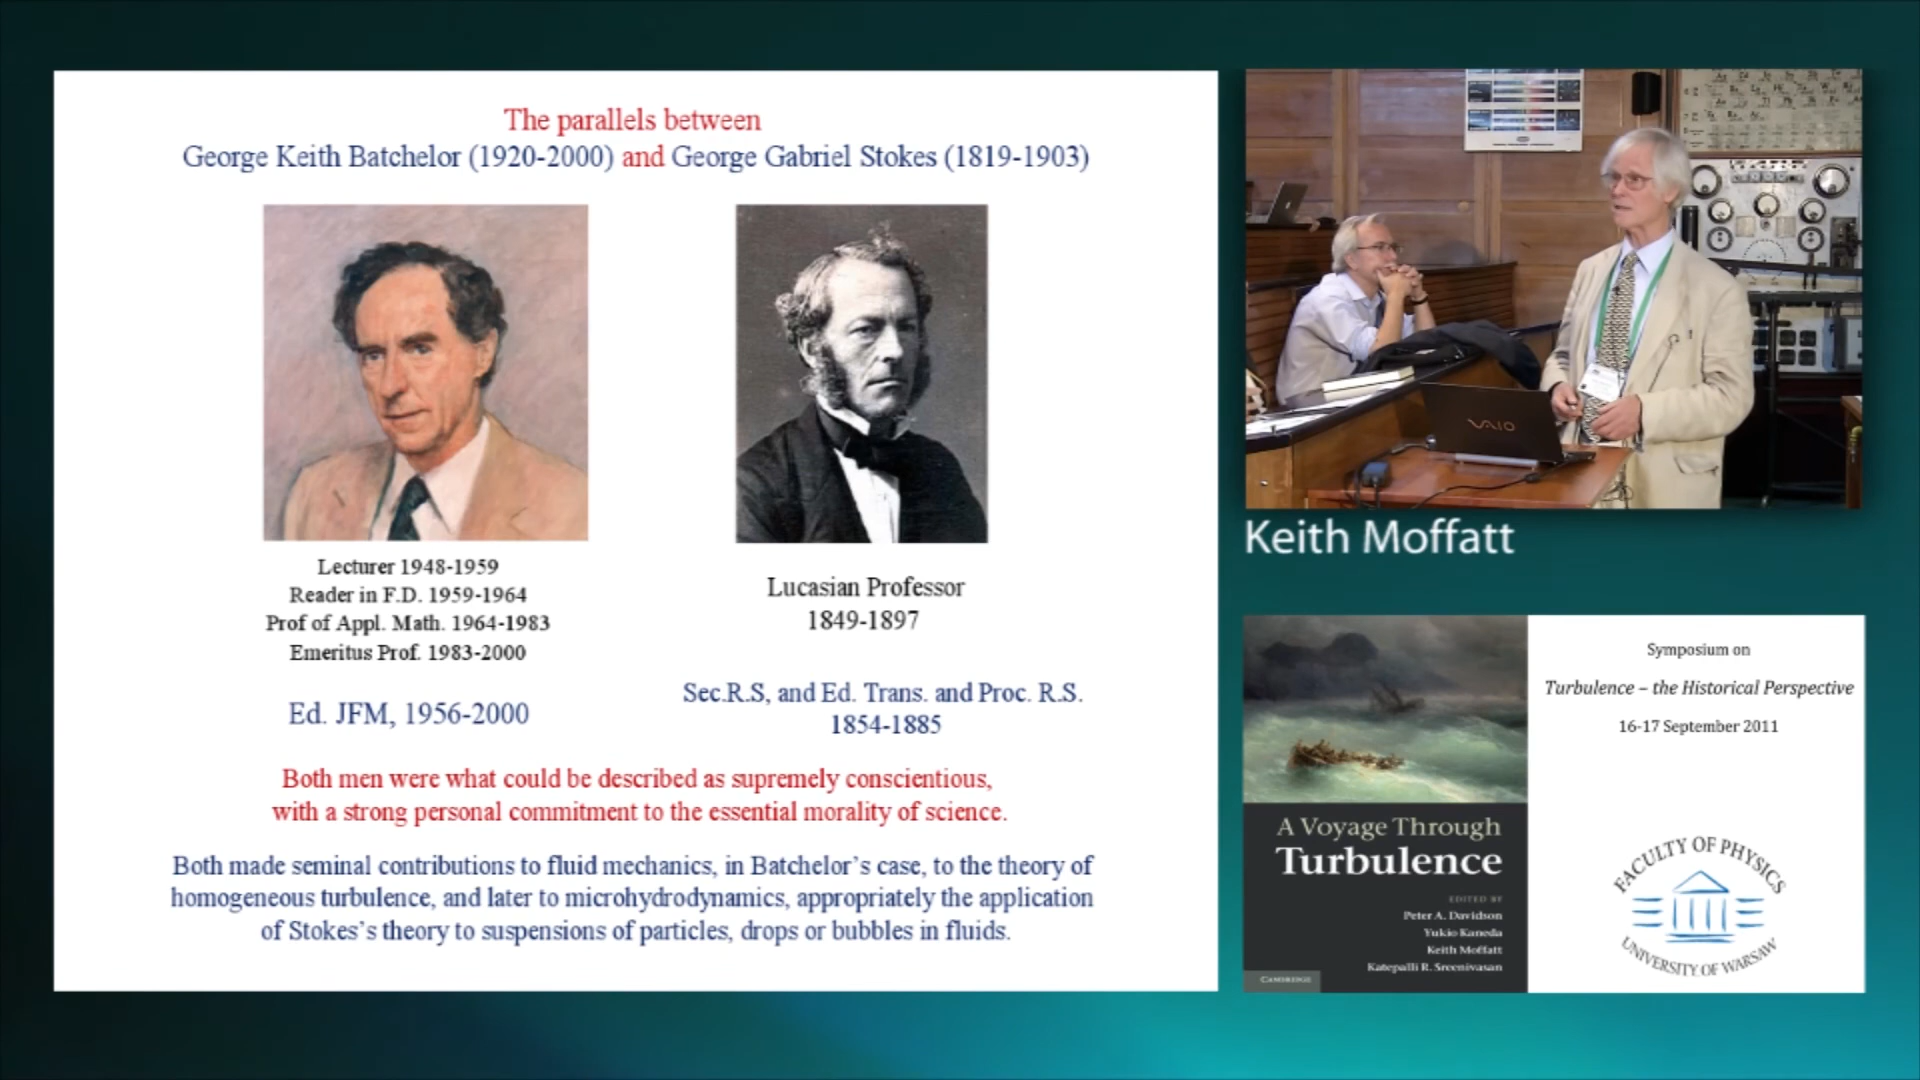 The parallels between
George Keith Batchelor (1920-2000) and George Gabriel Stokes (1819-1903)
Lecturer 1948-1959
Reader in F.D. 1959-1964
Prof of Appl. Math. 1964-1983
Emeritus Prof. 1983-2000
Ed. JFM, 1956-2000
Lucasian Professor
1849-1897
Sec.R.S, and Ed. Trans. and Proc. R.S.
1854-1885
Both men were what could be described as supremely conscientious,
with a strong personal commitment to the essential morality of science.
Both made seminal contributions to fluid mechanics, in Batchelor's case, to the theory of
homogeneous turbulence, and later to microhydrodynamics, appropriately the application
of Stokes's theory to suspensions of particles, drops or bubbles in fluids.
VAIO
Keith Moffatt
A Voyage Through
Turbulence
EDITED BY
Peter A. Davidson
Yukio Kaneda
Keith Moffatt
Katepalli R. Sreenivasan
CAMBRIDGE
Symposium on
Turbulence – the Historical Perspective
16-17 September 2011
FACULTY OF PHYSICS
UNIVERSITY OF WARSAW